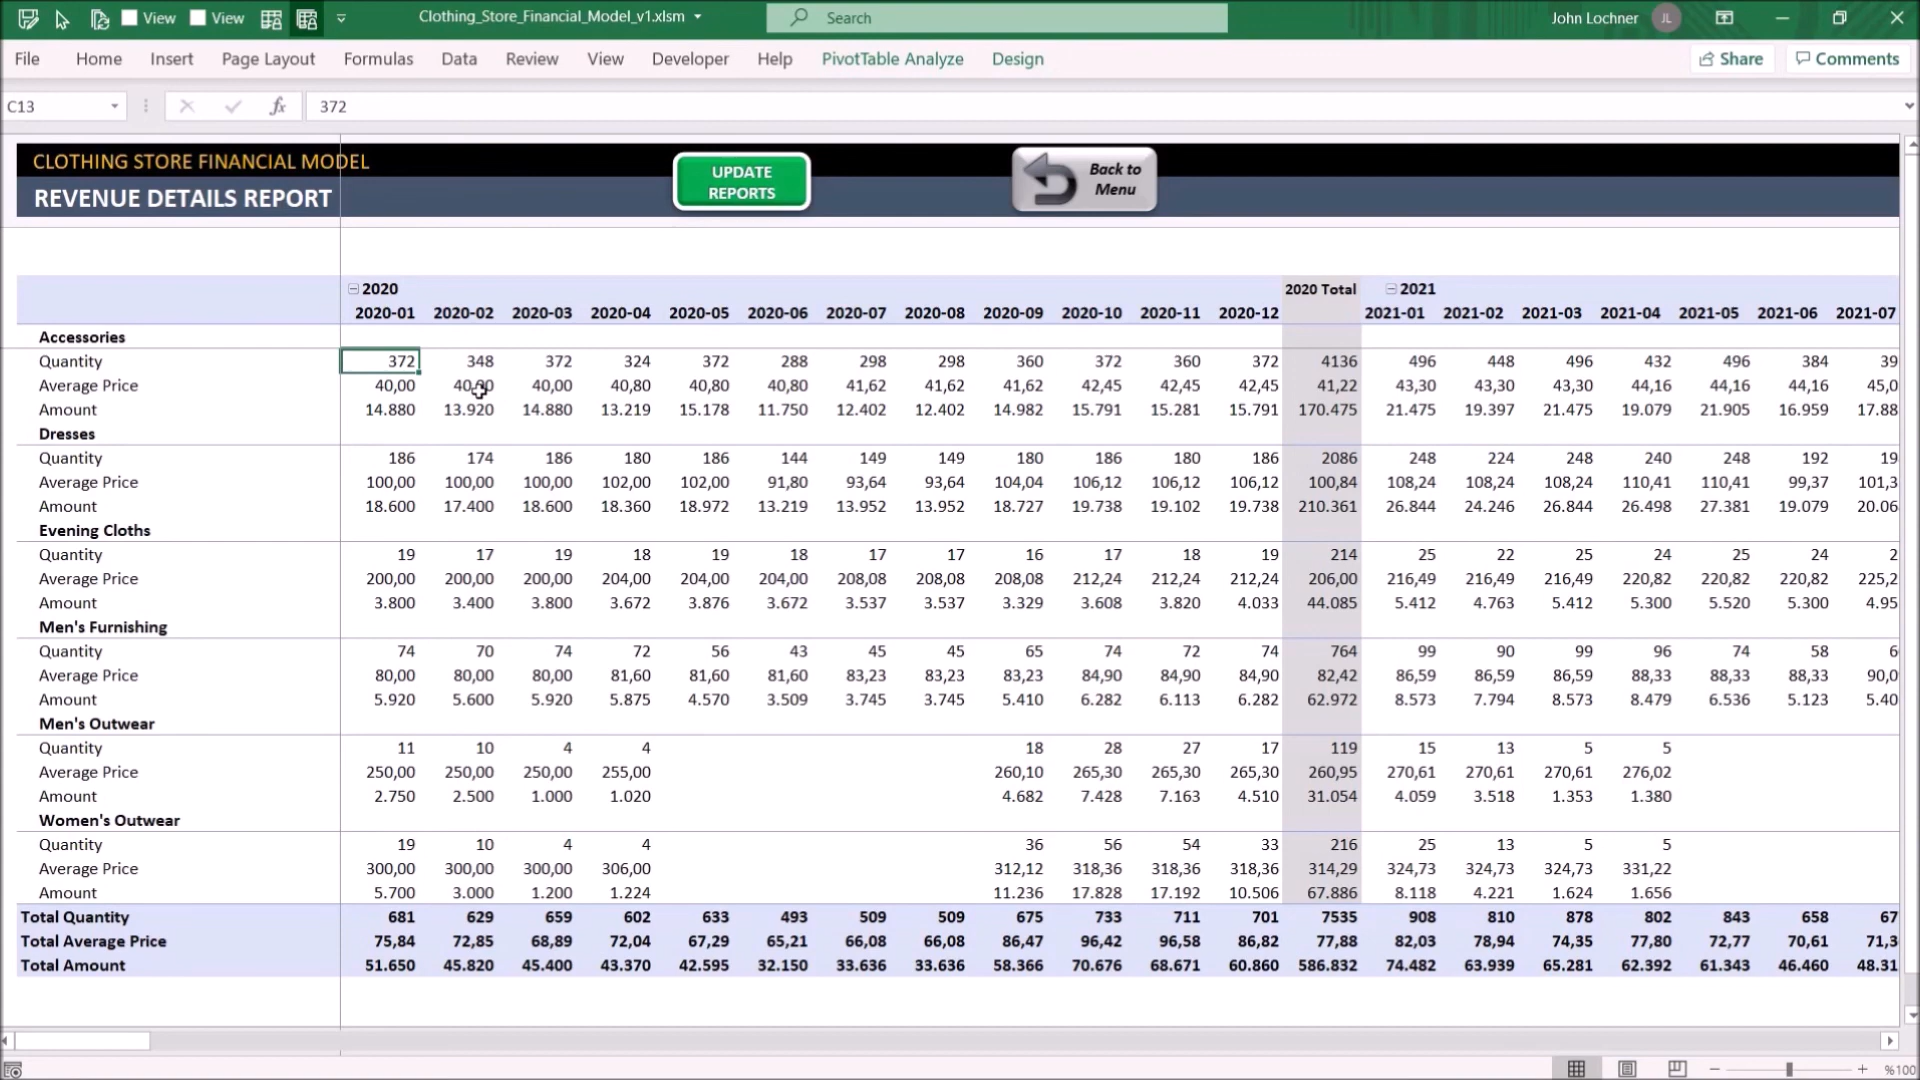 View View Clothing_Store_Financial_Model_v1.xlsm Search John Lochner JL
File Home Insert Page Layout Formulas Data Review View Developer Help PivotTable Analyze Design Share Comments
C13 fx 372
CLOTHING STORE FINANCIAL MODEL
REVENUE DETAILS REPORT
UPDATE
REPORTS
Back to
Menu
2020 2020 Total 2021
2020-01 2020-02 2020-03 2020-04 2020-05 2020-06 2020-07 2020-08 2020-09 2020-10 2020-11 2020-12 2021-01 2021-02 2021-03 2021-04 2021-05 2021-06 2021-07
Accessories
Quantity 372 348 372 324 372 288 298 298 360 372 360 372 4136 496 448 496 432 496 384 39
Average Price 40,00 40,00 40,00 40,80 40,80 40,80 41,62 41,62 41,62 42,45 42,45 42,45 41,22 43,30 43,30 43,30 44,16 44,16 44,16 45,0
Amount 14.880 13.920 14.880 13.219 15.178 11.750 12.402 12.402 14.982 15.791 15.281 15.791 170.475 21.475 19.397 21.475 19.079 21.905 16.959 17.88
Dresses
Quantity 186 174 186 180 186 144 149 149 180 186 180 186 2086 248 224 248 240 248 192 19
Average Price 100,00 100,00 100,00 102,00 102,00 91,80 93,64 93,64 104,04 106,12 106,12 106,12 100,84 108,24 108,24 108,24 110,41 110,41 99,37 101,3
Amount 18.600 17.400 18.600 18.360 18.972 13.219 13.952 13.952 18.727 19.738 19.102 19.738 210.361 26.844 24.246 26.844 26.498 27.381 19.079 20.06
Evening Cloths
Quantity 19 17 19 18 19 18 17 17 16 17 18 19 214 25 22 25 24 25 24 2
Average Price 200,00 200,00 200,00 204,00 204,00 204,00 208,08 208,08 208,08 212,24 212,24 212,24 206,00 216,49 216,49 216,49 220,82 220,82 220,82 225,2
Amount 3.800 3.400 3.800 3.672 3.876 3.672 3.537 3.537 3.329 3.608 3.820 4.033 44.085 5.412 4.763 5.412 5.300 5.520 5.300 4.95
Men's Furnishing
Quantity 74 70 74 72 56 43 45 45 65 74 72 74 764 99 90 99 96 74 58 6
Average Price 80,00 80,00 80,00 81,60 81,60 81,60 83,23 83,23 83,23 84,90 84,90 84,90 82,42 86,59 86,59 86,59 88,33 88,33 88,33 90,0
Amount 5.920 5.600 5.920 5.875 4.570 3.509 3.745 3.745 5.410 6.282 6.113 6.282 62.972 8.573 7.794 8.573 8.479 6.536 5.123 5.40
Men's Outwear
Quantity 11 10 4 4 18 28 27 17 119 15 13 5 5
Average Price 250,00 250,00 250,00 255,00 260,10 265,30 265,30 265,30 260,95 270,61 270,61 270,61 276,02
Amount 2.750 2.500 1.000 1.020 4.682 7.428 7.163 4.510 31.054 4.059 3.518 1.353 1.380
Women's Outwear
Quantity 19 10 4 4 36 56 54 33 216 25 13 5 5
Average Price 300,00 300,00 300,00 306,00 312,12 318,36 318,36 318,36 314,29 324,73 324,73 324,73 331,22
Amount 5.700 3.000 1.200 1.224 11.236 17.828 17.192 10.506 67.886 8.118 4.221 1.624 1.656
Total Quantity 681 629 659 602 633 493 509 509 675 733 711 701 7535 908 810 878 802 843 658 67
Total Average Price 75,84 72,85 68,89 72,04 67,29 65,21 66,08 66,08 86,47 96,42 96,58 86,82 77,88 82,03 78,94 74,35 77,80 72,77 70,61 71,3
Total Amount 51.650 45.820 45.400 43.370 42.595 32.150 33.636 33.636 58.366 70.676 68.671 60.860 586.832 74.482 63.939 65.281 62.392 61.343 46.460 48.31
%100